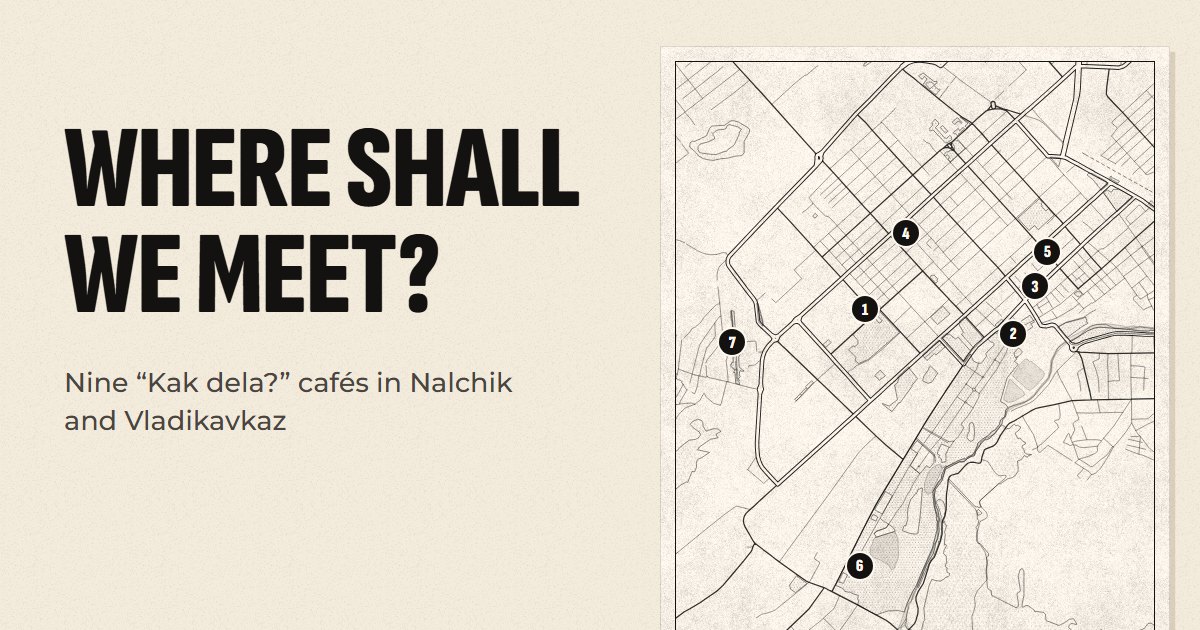 WHERE SHALL
WE MEET?
Nine “Kak dela?” cafés in Nalchik
and Vladikavkaz
4
5
3
1
2
7
6